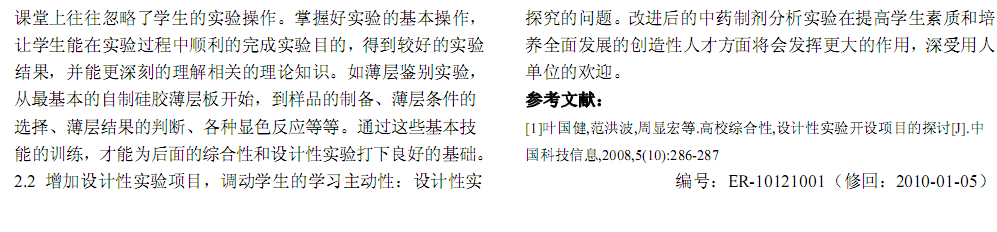 课堂上往往忽略了学生的实验操作。掌握好实验的基本操作，
让学生能在实验过程中顺利的完成实验目的，得到较好的实验
结果，并能更深刻的理解相关的理论知识。如薄层鉴别实验，
从最基本的自制硅胶薄层板开始，到样品的制备、薄层条件的
选择、薄层结果的判断、各种显色反应等等。通过这些基本技
能的训练，才能为后面的综合性和设计性实验打下良好的基础。
2.2 增加设计性实验项目，调动学生的学习主动性：设计性实
探究的问题。改进后的中药制剂分析实验在提高学生素质和培
养全面发展的创造性人才方面将会发挥更大的作用，深受用人
单位的欢迎。
参考文献：
[1]叶国健,范洪波,周显宏等.高校综合性,设计性实验开设项目的探讨[J].中
国科技信息,2008,5(10):286-287
编号：ER-10121001（修回：2010-01-05）